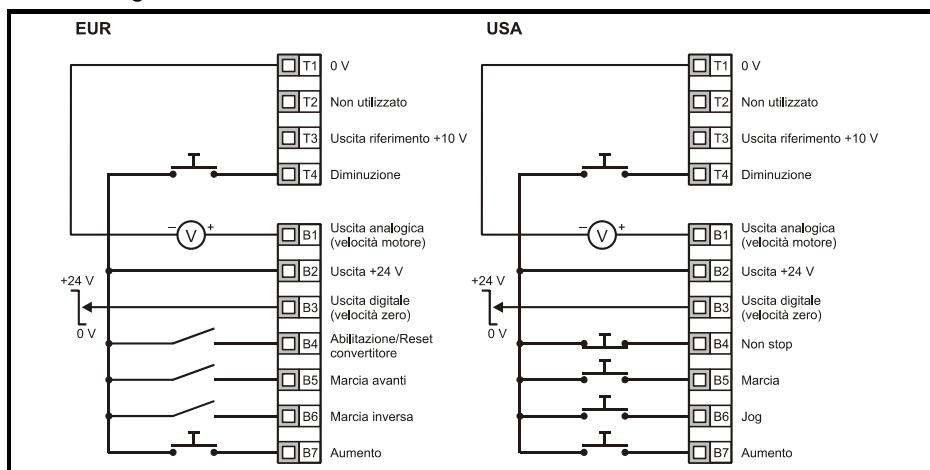 EUR
T1 0 V
T2 Non utilizzato
T3 Uscita riferimento +10 V
T4 Diminuzione
– V +
B1 Uscita analogica
(velocità motore)
B2 Uscita +24 V
+24 V
0 V
B3 Uscita digitale
(velocità zero)
B4 Abilitazione/Reset
convertitore
B5 Marcia avanti
B6 Marcia inversa
B7 Aumento
USA
T1 0 V
T2 Non utilizzato
T3 Uscita riferimento +10 V
T4 Diminuzione
– V +
B1 Uscita analogica
(velocità motore)
B2 Uscita +24 V
+24 V
0 V
B3 Uscita digitale
(velocità zero)
B4 Non stop
B5 Marcia
B6 Jog
B7 Aumento